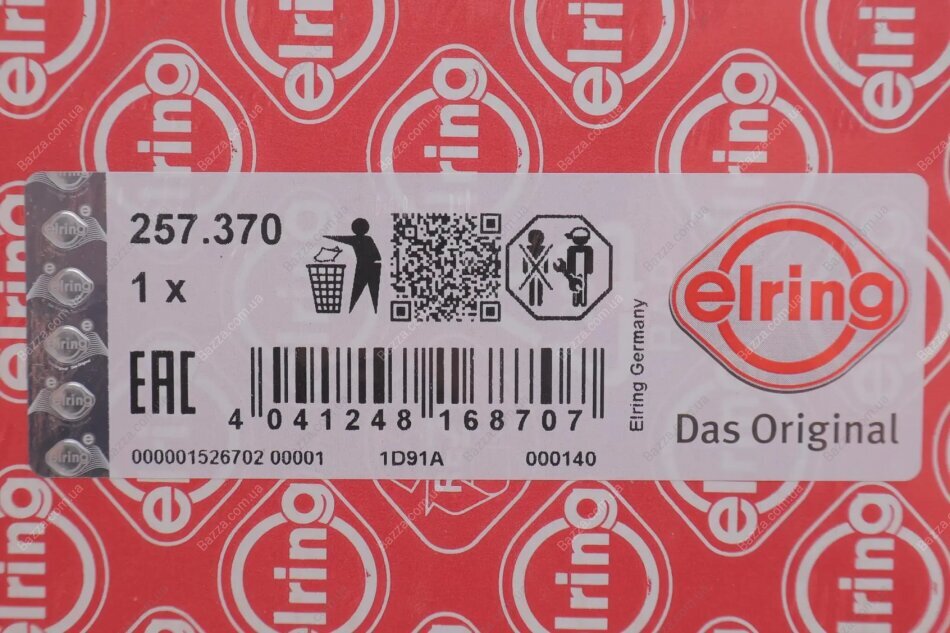 257.370
1 x
EAC
4 041248 168707
000001526702 00001 1D91A 000140
Elring Germany
elring
Das Original